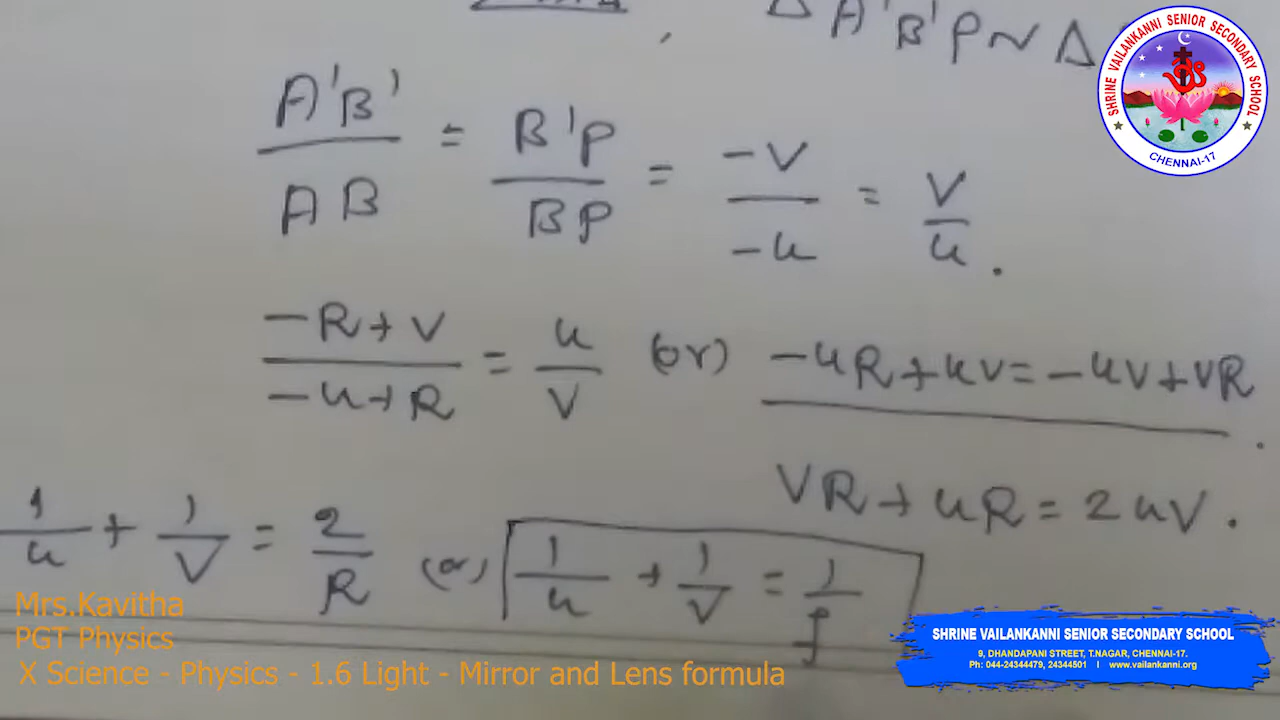 Δ A'B'P ~ Δ
A'B' / AB = B'P / BP = -v / -u = v / u .
-R+v / -u+R = u / v (or) -uR+uv = -uv+vR .
vR+uR = 2uv .
1/u + 1/v = 2/R (or) 1/u + 1/v = 1/f
SHRINE VAILANKANNI SENIOR SECONDARY SCHOOL
CHENNAI-17
Mrs.Kavitha
PGT Physics
X Science - Physics - 1.6 Light - Mirror and Lens formula
SHRINE VAILANKANNI SENIOR SECONDARY SCHOOL
9, DHANDAPANI STREET, T.NAGAR, CHENNAI-17.
Ph: 044-24344479, 24344501 | www.vailankanni.org